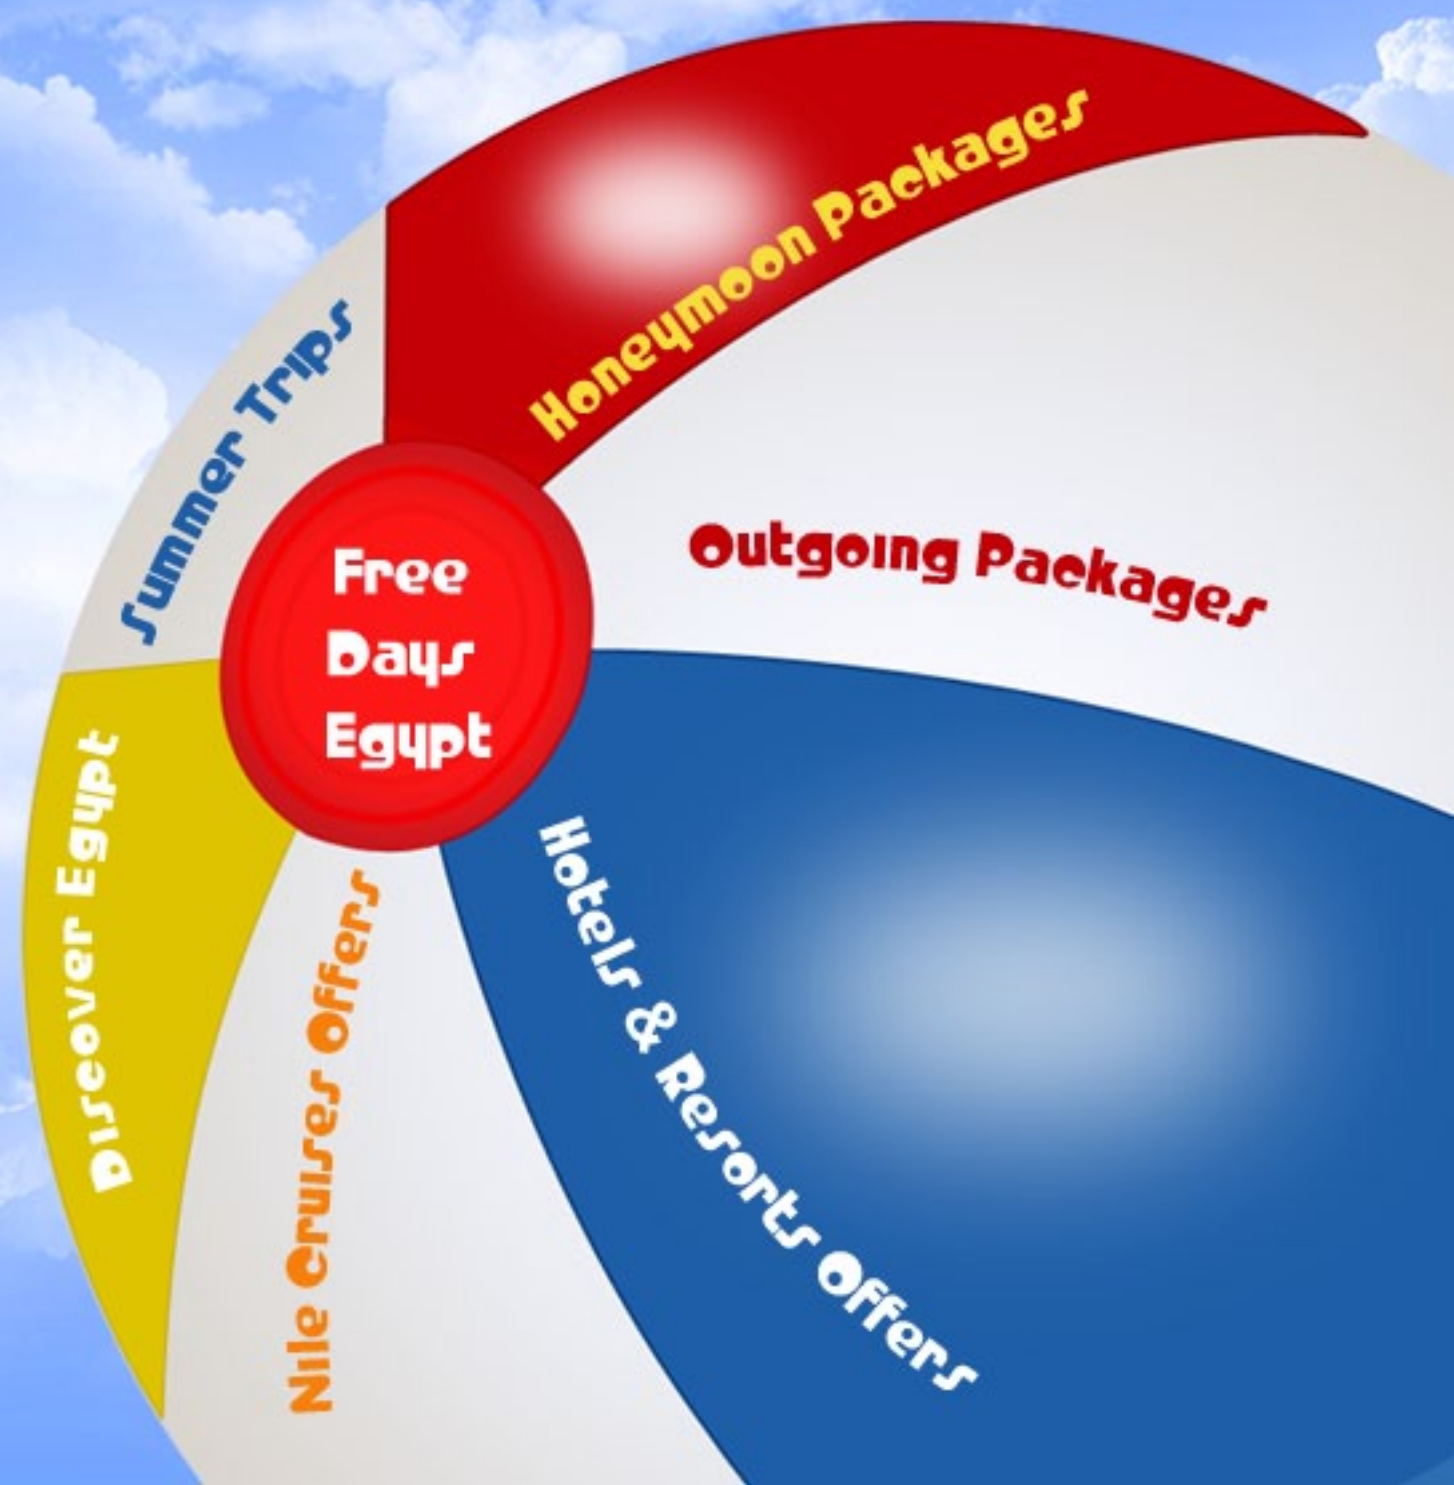 Honeymoon Packages
Summer Trips
Outgoing Packages
Free
Days
Egypt
Discover Egypt
Nile Cruises Offers
Hotels & Resorts Offers